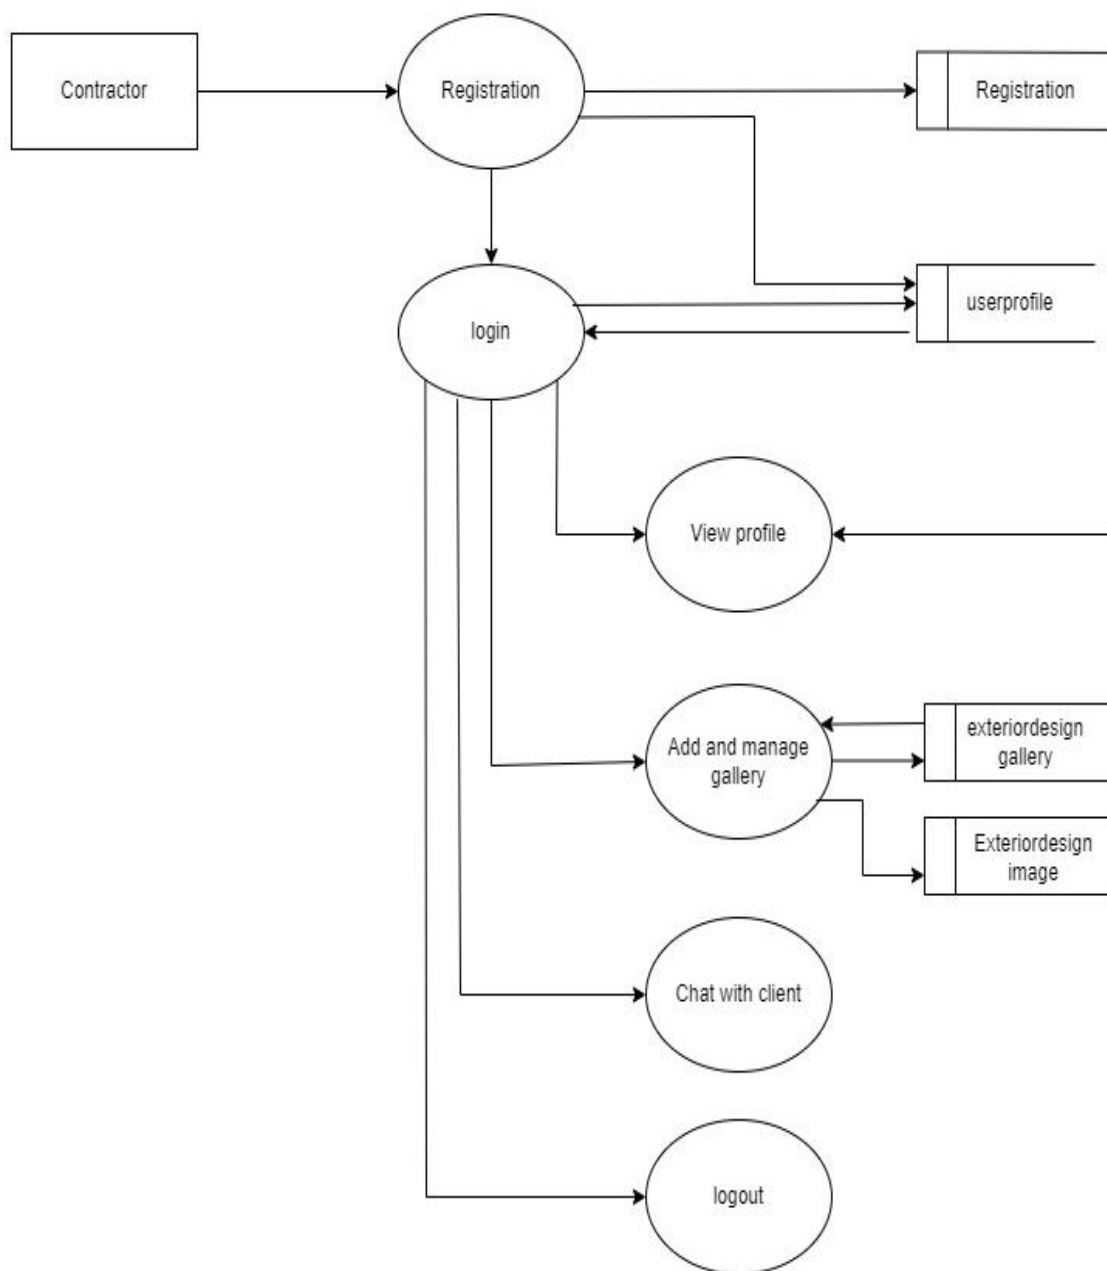 Contractor
Registration
Registration
login
userprofile
View profile
Add and manage
gallery
exteriordesign
gallery
Exteriordesign
image
Chat with client
logout